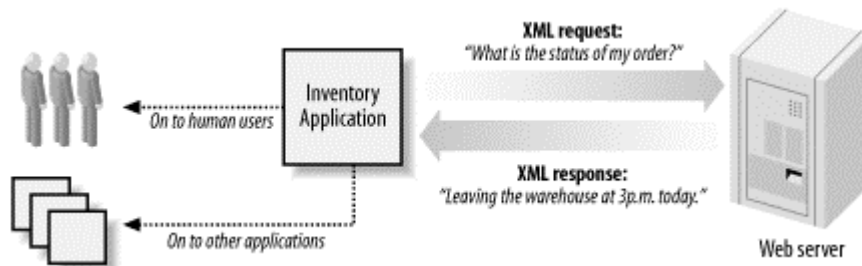 XML request:
"What is the status of my order?"
Inventory
Application
On to human users
XML response:
"Leaving the warehouse at 3p.m. today."
On to other applications
Web server